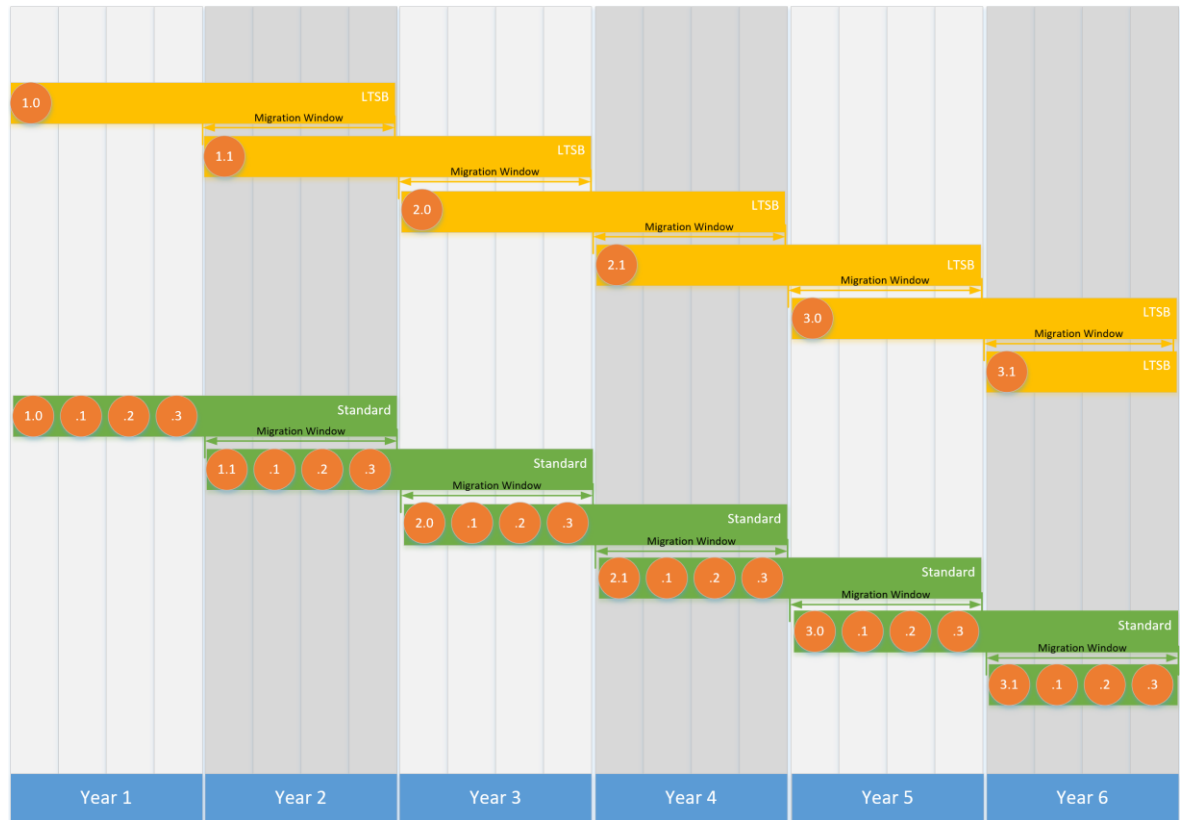 LTSB
1.0
Migration Window
LTSB
1.1
Migration Window
LTSB
2.0
Migration Window
LTSB
2.1
Migration Window
LTSB
3.0
Migration Window
LTSB
3.1
Standard
1.0 .1 .2 .3
Migration Window
Standard
1.1 .1 .2 .3
Migration Window
Standard
2.0 .1 .2 .3
Migration Window
Standard
2.1 .1 .2 .3
Migration Window
Standard
3.0 .1 .2 .3
Migration Window
3.1 .1 .2 .3
Year 1 Year 2 Year 3 Year 4 Year 5 Year 6